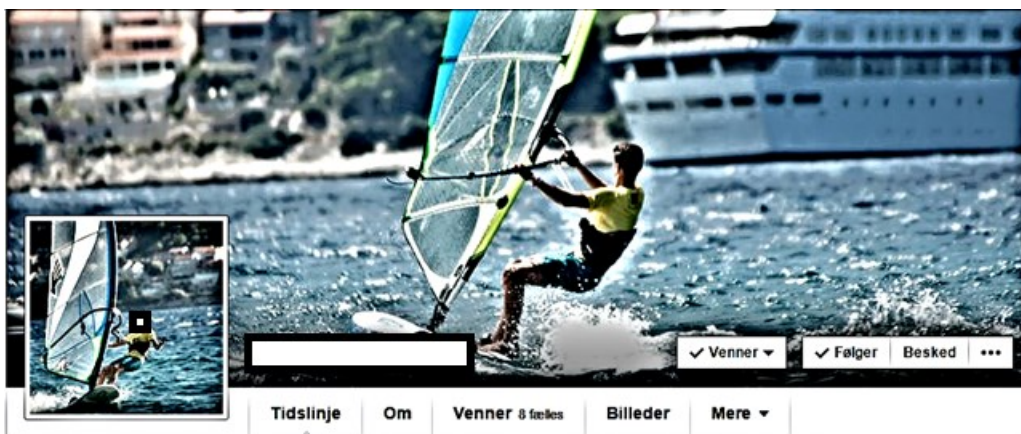 ✓ Venner ▼ ✓ Følger Besked •••
Tidslinje Om Venner 8 fælles Billeder Mere ▼